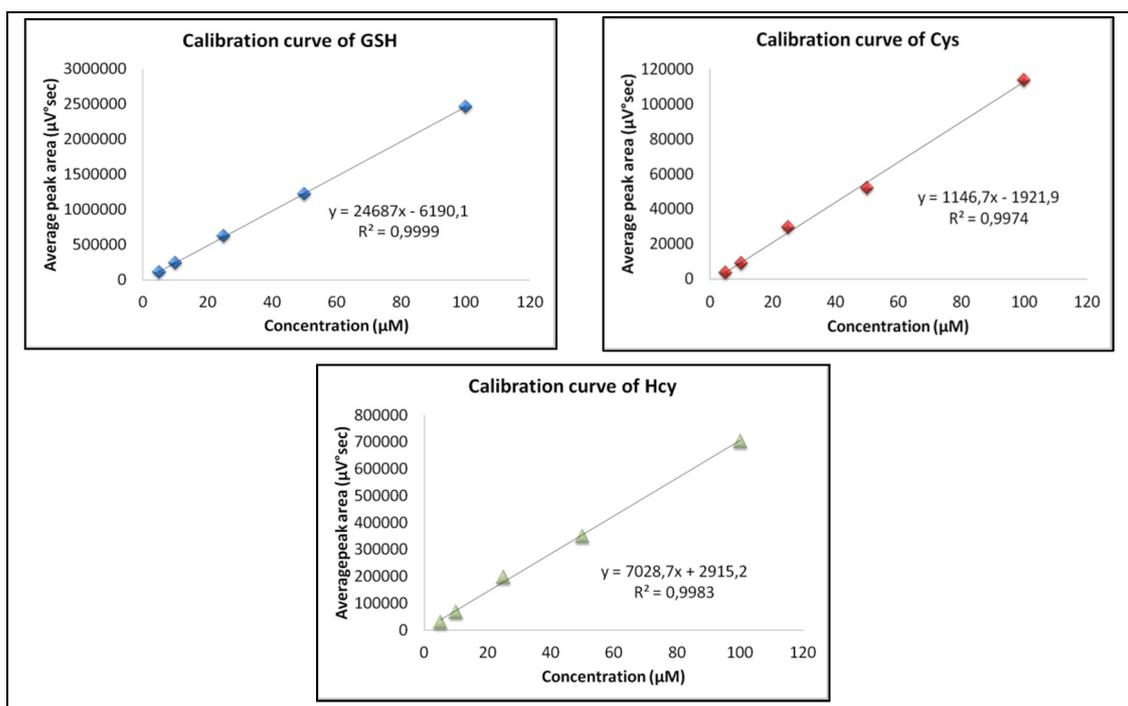 Calibration curve of GSH
Average peak area (µV°sec)
3000000
2500000
2000000
1500000
1000000
500000
0
y = 24687x - 6190,1
R² = 0,9999
0 20 40 60 80 100 120
Concentration (µM)
Calibration curve of Cys
Average peak area (µV°sec)
120000
100000
80000
60000
40000
20000
0
y = 1146,7x - 1921,9
R² = 0,9974
0 20 40 60 80 100 120
Concentration (µM)
Calibration curve of Hcy
Averagepeak area (µV°sec)
800000
700000
600000
500000
400000
300000
200000
100000
0
y = 7028,7x + 2915,2
R² = 0,9983
0 20 40 60 80 100 120
Concentration (µM)